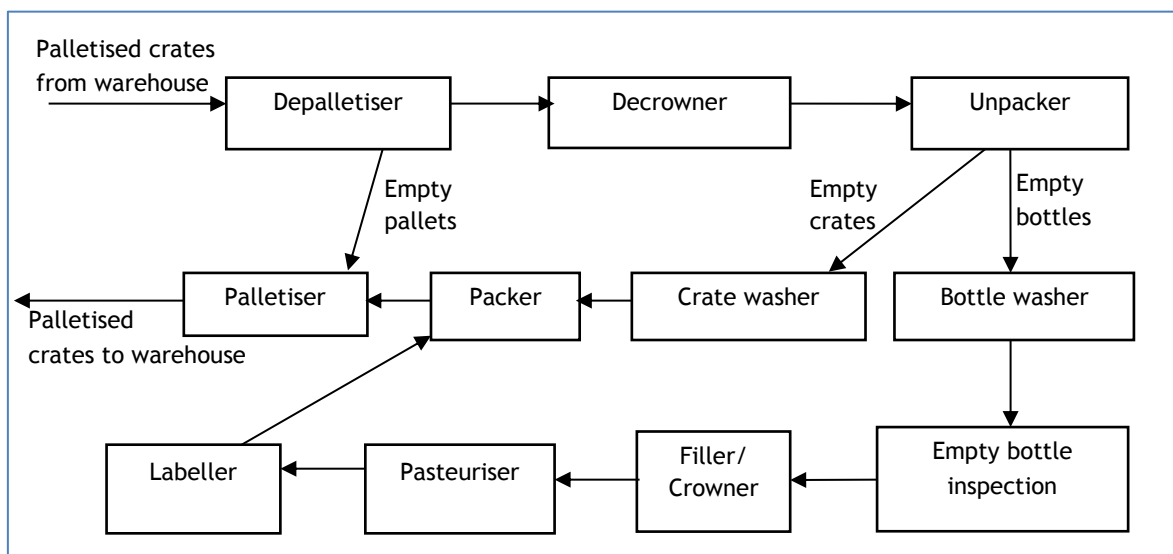 Palletised crates
from warehouse
Depalletiser
Decrowner
Unpacker
Empty
pallets
Empty
crates
Empty
bottles
Palletiser
Packer
Crate washer
Bottle washer
Palletised
crates to warehouse
Labeller
Pasteuriser
Filler/
Crowner
Empty bottle
inspection